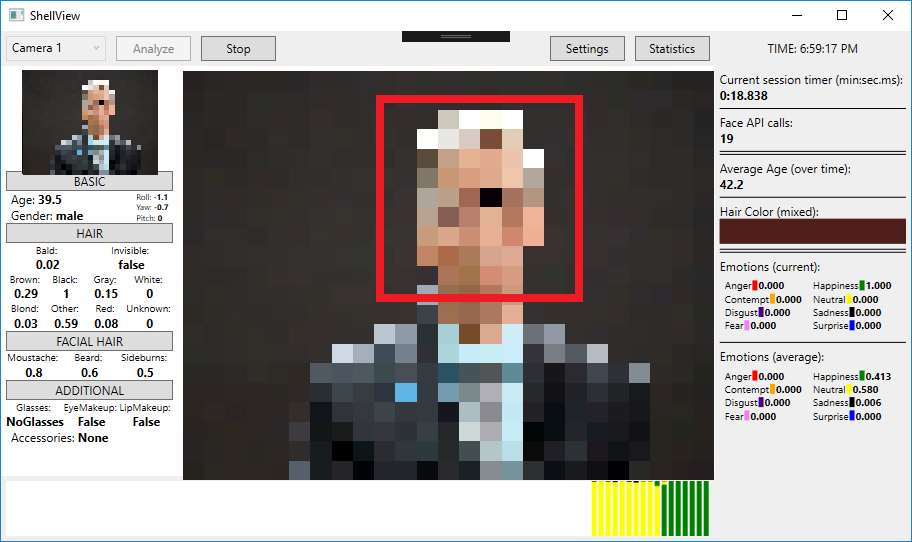 ShellView
Camera 1 Analyze Stop Settings Statistics TIME: 6:59:17 PM
BASIC
Age: 39.5
Gender: male
Roll: -1.1
Yaw: -0.7
Pitch: 0
HAIR
Bald: Invisible:
0.02 false
Brown: Black: Gray: White:
0.29 1 0.15 0
Blond: Other: Red: Unknown:
0.03 0.59 0.08 0
FACIAL HAIR
Moustache: Beard: Sideburns:
0.8 0.6 0.5
ADDITIONAL
Glasses: EyeMakeup: LipMakeup:
NoGlasses False False
Accessories: None
Current session timer (min:sec.ms):
0:18.838
Face API calls:
19
Average Age (over time):
42.2
Hair Color (mixed):
Emotions (current):
Anger 0.000 Happiness 1.000
Contempt 0.000 Neutral 0.000
Disgust 0.000 Sadness 0.000
Fear 0.000 Surprise 0.000
Emotions (average):
Anger 0.000 Happiness 0.413
Contempt 0.000 Neutral 0.580
Disgust 0.000 Sadness 0.006
Fear 0.000 Surprise 0.000